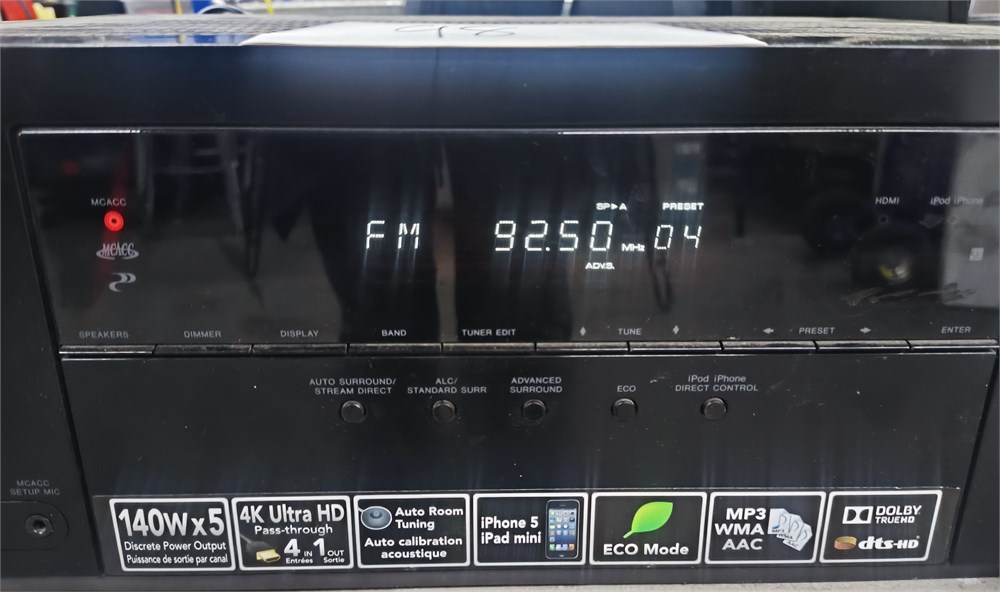 MCACC
SP▶A PRESET
HDMI iPod iPhone
FM 92.50 MHz 04
MCACC
ADV.S.
SPEAKERS DIMMER DISPLAY BAND TUNER EDIT TUNE PRESET ENTER
AUTO SURROUND/
STREAM DIRECT
ALC/
STANDARD SURR
ADVANCED
SURROUND
ECO
iPod iPhone
DIRECT CONTROL
MCACC
SETUP MIC
140W x 5
Discrete Power Output
Puissance de sortie par canal
4K Ultra HD
Pass-through
4 IN 1 OUT
Entrées Sortie
Auto Room
Tuning
Auto calibration
acoustique
iPhone 5
iPad mini
ECO Mode
MP3
WMA
AAC
DOLBY
TRUEHD
dts-HD